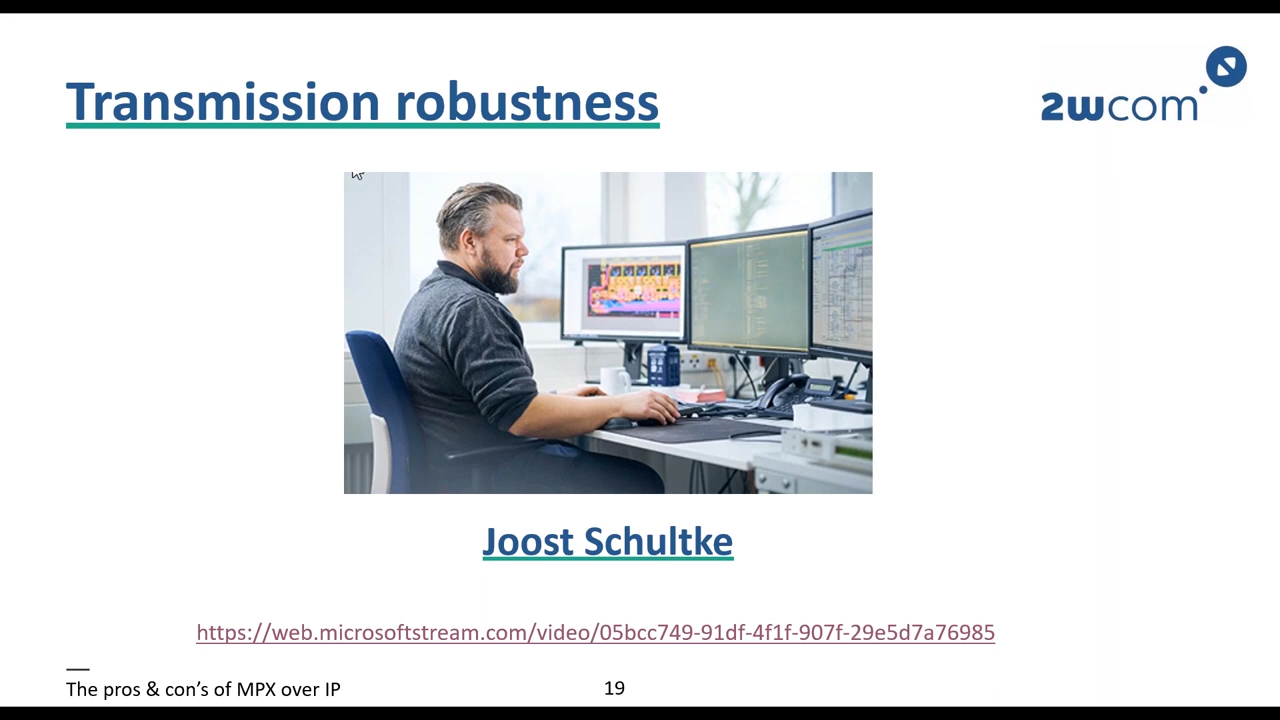 Transmission robustness
2wcom
Joost Schultke
https://web.microsoftstream.com/video/05bcc749-91df-4f1f-907f-29e5d7a76985
The pros & con’s of MPX over IP
19